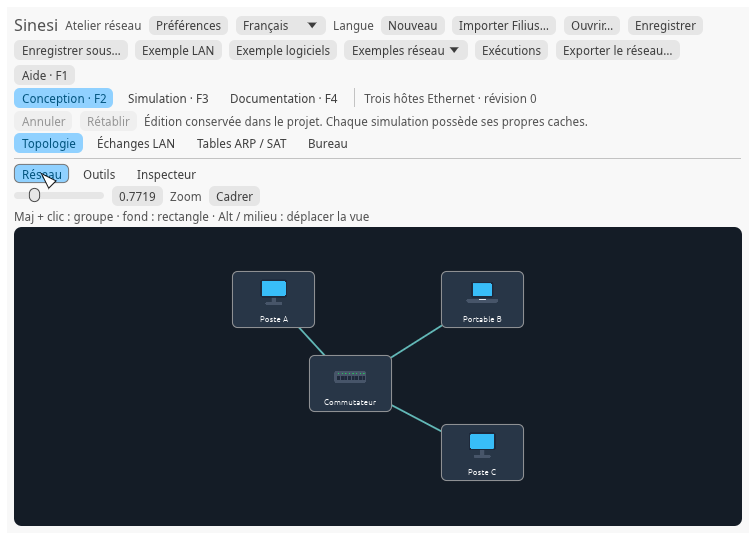 Sinesi Atelier réseau Préférences Français Langue Nouveau Importer Filius... Ouvrir... Enregistrer
Enregistrer sous... Exemple LAN Exemple logiciels Exemples réseau Exécutions Exporter le réseau...
Aide · F1
Conception · F2 Simulation · F3 Documentation · F4 Trois hôtes Ethernet · révision 0
Annuler Rétablir Édition conservée dans le projet. Chaque simulation possède ses propres caches.
Topologie Échanges LAN Tables ARP / SAT Bureau
Réseau Outils Inspecteur
0.7719 Zoom Cadrer
Maj + clic : groupe · fond : rectangle · Alt / milieu : déplacer la vue
Poste A Portable B
Commutateur
Poste C